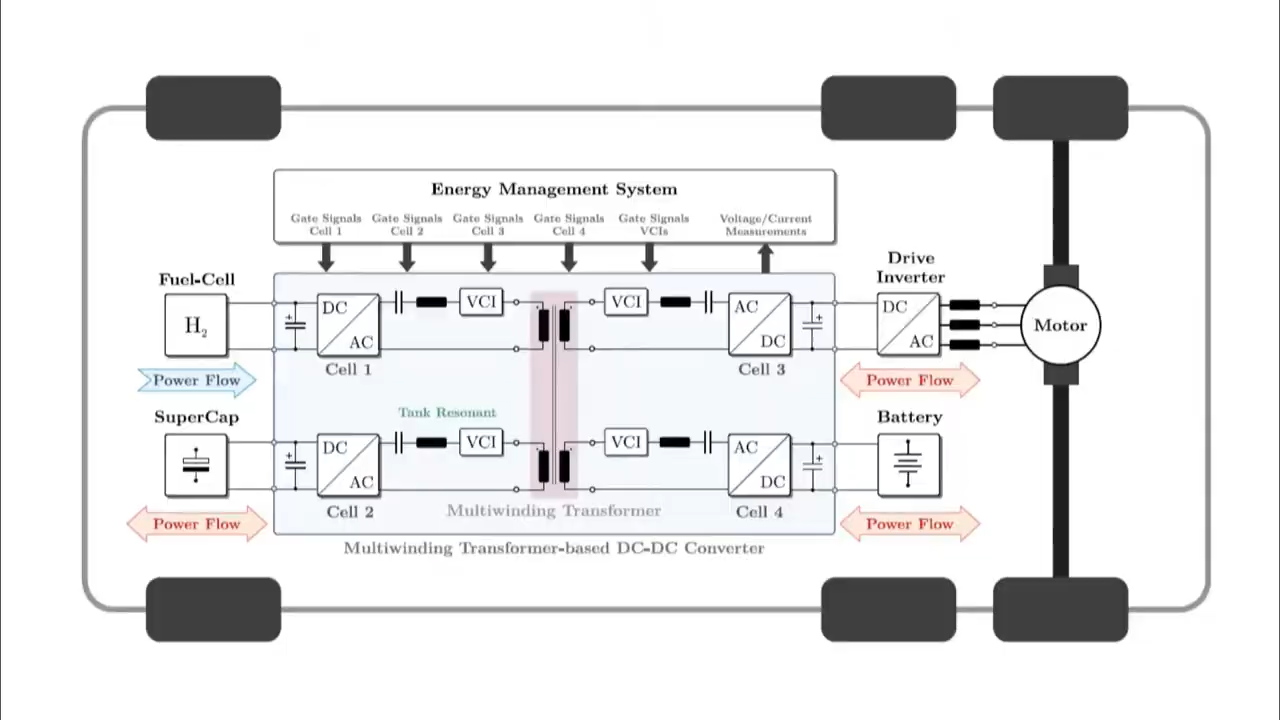 Energy Management System
Gate Signals
Cell 1
Gate Signals
Cell 2
Gate Signals
Cell 3
Gate Signals
Cell 4
Gate Signals
VCIs
Voltage/Current
Measurements
Fuel-Cell
H2
Power Flow
DC
AC
Cell 1
VCI
VCI
AC
DC
Cell 3
Drive
Inverter
DC
AC
Motor
Power Flow
SuperCap
Power Flow
DC
AC
Cell 2
Tank Resonant
VCI
VCI
AC
DC
Cell 4
Battery
Power Flow
Multiwinding Transformer
Multiwinding Transformer-based DC-DC Converter